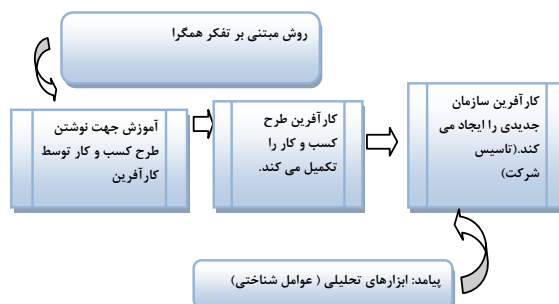 روش مبتنی بر تفکر همگرا
آموزش جهت نوشتن
طرح کسب و کار توسط
کارآفرین
کارآفرین طرح
کسب و کار را
تکمیل می کند.
کارآفرین سازمان
جدیدی را ایجاد می
کند.(تاسیس
شرکت)
پیامد: ابزارهای تحلیلی ( عوامل شناختی)